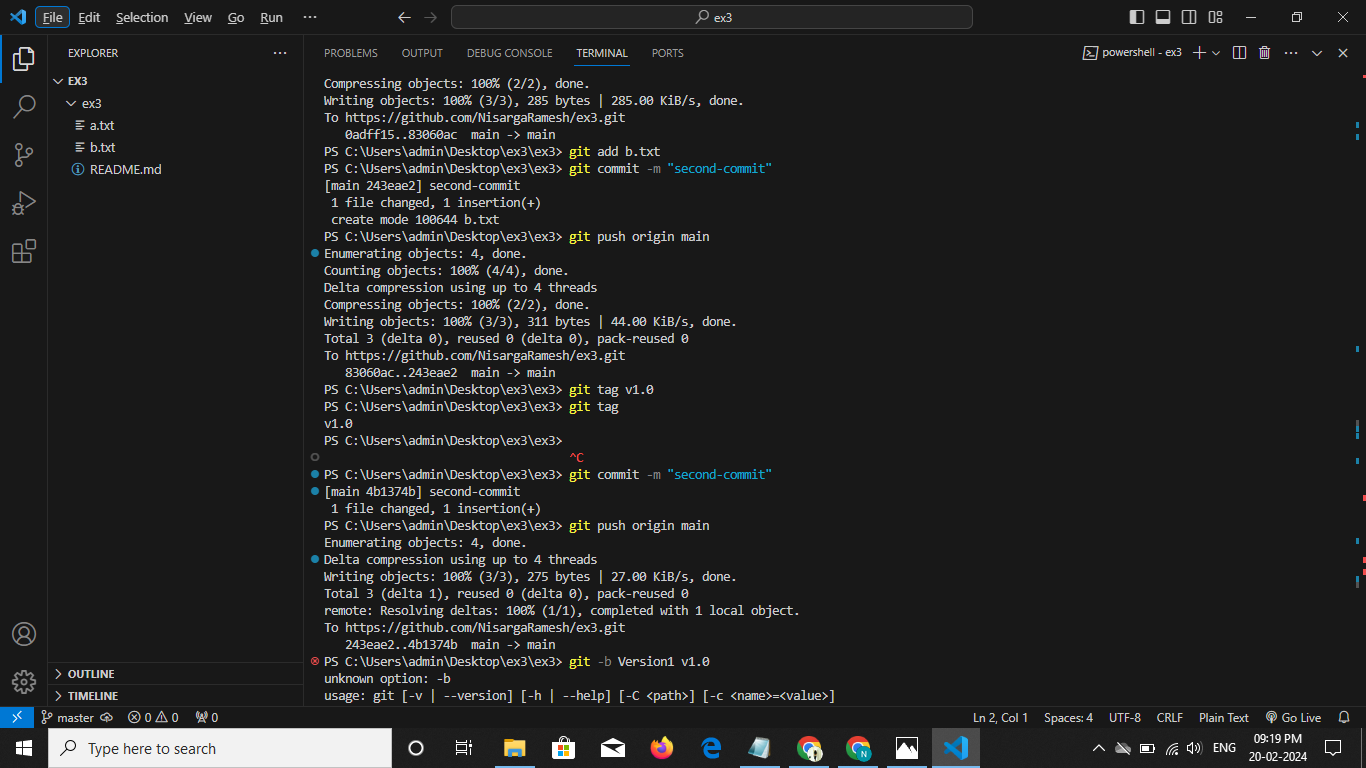 File Edit Selection View Go Run ··· ex3
EXPLORER ···
EX3
ex3
a.txt
b.txt
README.md
OUTLINE
TIMELINE
PROBLEMS OUTPUT DEBUG CONSOLE TERMINAL PORTS powershell - ex3
Compressing objects: 100% (2/2), done.
Writing objects: 100% (3/3), 285 bytes | 285.00 KiB/s, done.
To https://github.com/NisargaRamesh/ex3.git
0adff15..83060ac main -> main
PS C:\Users\admin\Desktop\ex3\ex3> git add b.txt
PS C:\Users\admin\Desktop\ex3\ex3> git commit -m "second-commit"
[main 243eae2] second-commit
1 file changed, 1 insertion(+)
create mode 100644 b.txt
PS C:\Users\admin\Desktop\ex3\ex3> git push origin main
Enumerating objects: 4, done.
Counting objects: 100% (4/4), done.
Delta compression using up to 4 threads
Compressing objects: 100% (2/2), done.
Writing objects: 100% (3/3), 311 bytes | 44.00 KiB/s, done.
Total 3 (delta 0), reused 0 (delta 0), pack-reused 0
To https://github.com/NisargaRamesh/ex3.git
83060ac..243eae2 main -> main
PS C:\Users\admin\Desktop\ex3\ex3> git tag v1.0
PS C:\Users\admin\Desktop\ex3\ex3> git tag
v1.0
PS C:\Users\admin\Desktop\ex3\ex3>
^C
PS C:\Users\admin\Desktop\ex3\ex3> git commit -m "second-commit"
[main 4b1374b] second-commit
1 file changed, 1 insertion(+)
PS C:\Users\admin\Desktop\ex3\ex3> git push origin main
Enumerating objects: 4, done.
Delta compression using up to 4 threads
Writing objects: 100% (3/3), 275 bytes | 27.00 KiB/s, done.
Total 3 (delta 1), reused 0 (delta 0), pack-reused 0
remote: Resolving deltas: 100% (1/1), completed with 1 local object.
To https://github.com/NisargaRamesh/ex3.git
243eae2..4b1374b main -> main
PS C:\Users\admin\Desktop\ex3\ex3> git -b Version1 v1.0
unknown option: -b
usage: git [-v | --version] [-h | --help] [-C <path>] [-c <name>=<value>]
master 0 0 0 Ln 2, Col 1 Spaces: 4 UTF-8 CRLF Plain Text Go Live
Type here to search ENG 09:19 PM
20-02-2024